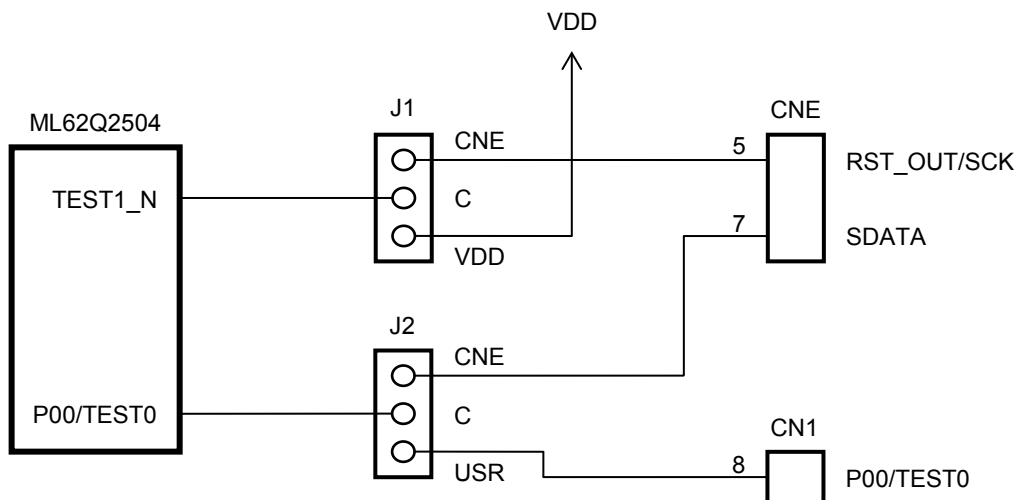 VDD
ML62Q2504
J1
CNE
CNE
5
RST_OUT/SCK
TEST1_N
C
7
SDATA
VDD
J2
CNE
P00/TEST0
C
CN1
USR
8
P00/TEST0